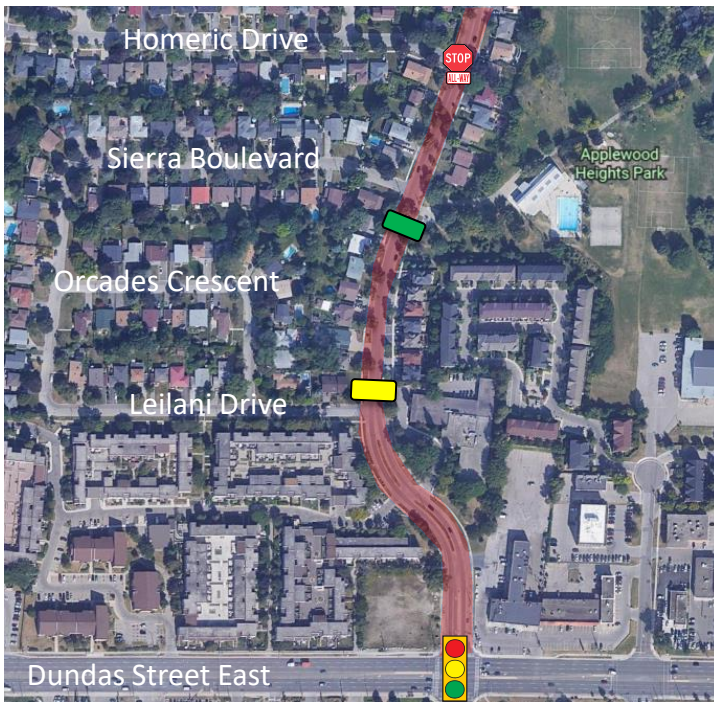 Homeric Drive
STOP
ALL-WAY
Sierra Boulevard
Applewood
Heights Park
Orcades Crescent
Leilani Drive
Dundas Street East